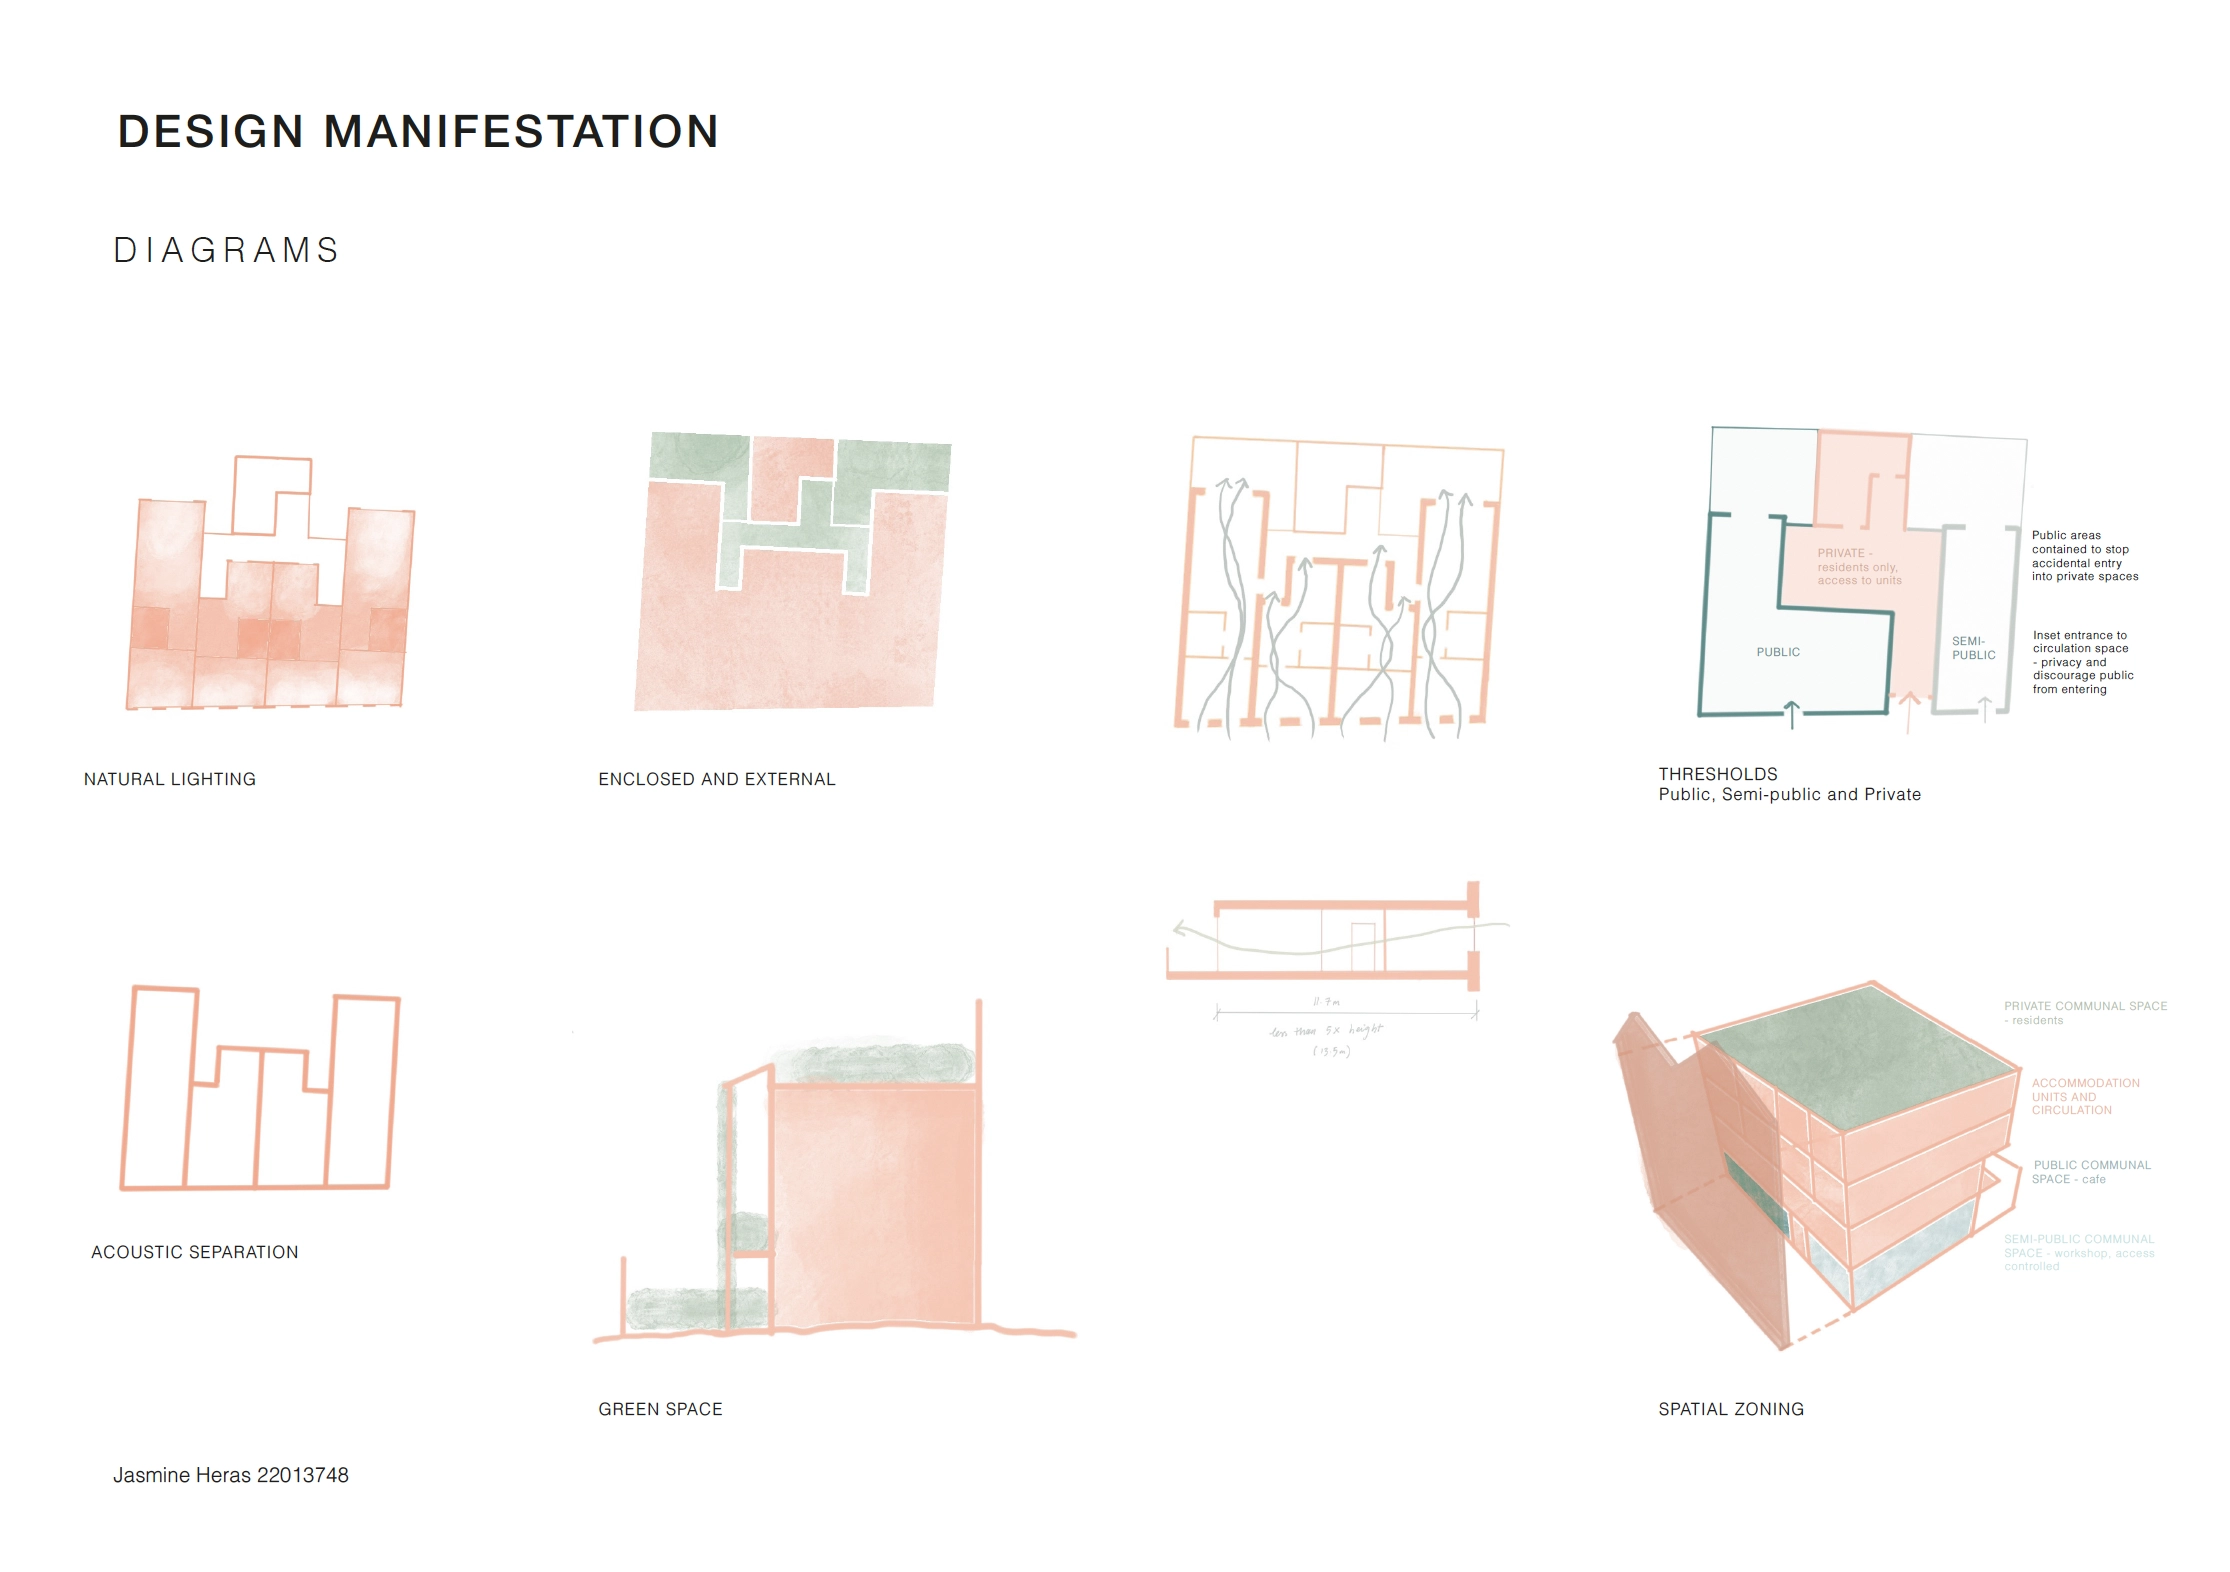 DESIGN MANIFESTATION
DIAGRAMS
NATURAL LIGHTING
ENCLOSED AND EXTERNAL
PRIVATE -
residents only,
access to units
PUBLIC
SEMI-
PUBLIC
Public areas
contained to stop
accidental entry
into private spaces
Inset entrance to
circulation space
- privacy and
discourage public
from entering
THRESHOLDS
Public, Semi-public and Private
ACOUSTIC SEPARATION
GREEN SPACE
11.7m
less than 5x height
(13.5m)
PRIVATE COMMUNAL SPACE
- residents
ACCOMMODATION
UNITS AND
CIRCULATION
PUBLIC COMMUNAL
SPACE - cafe
SEMI-PUBLIC COMMUNAL
SPACE - workshop, access
controlled
SPATIAL ZONING
Jasmine Heras 22013748